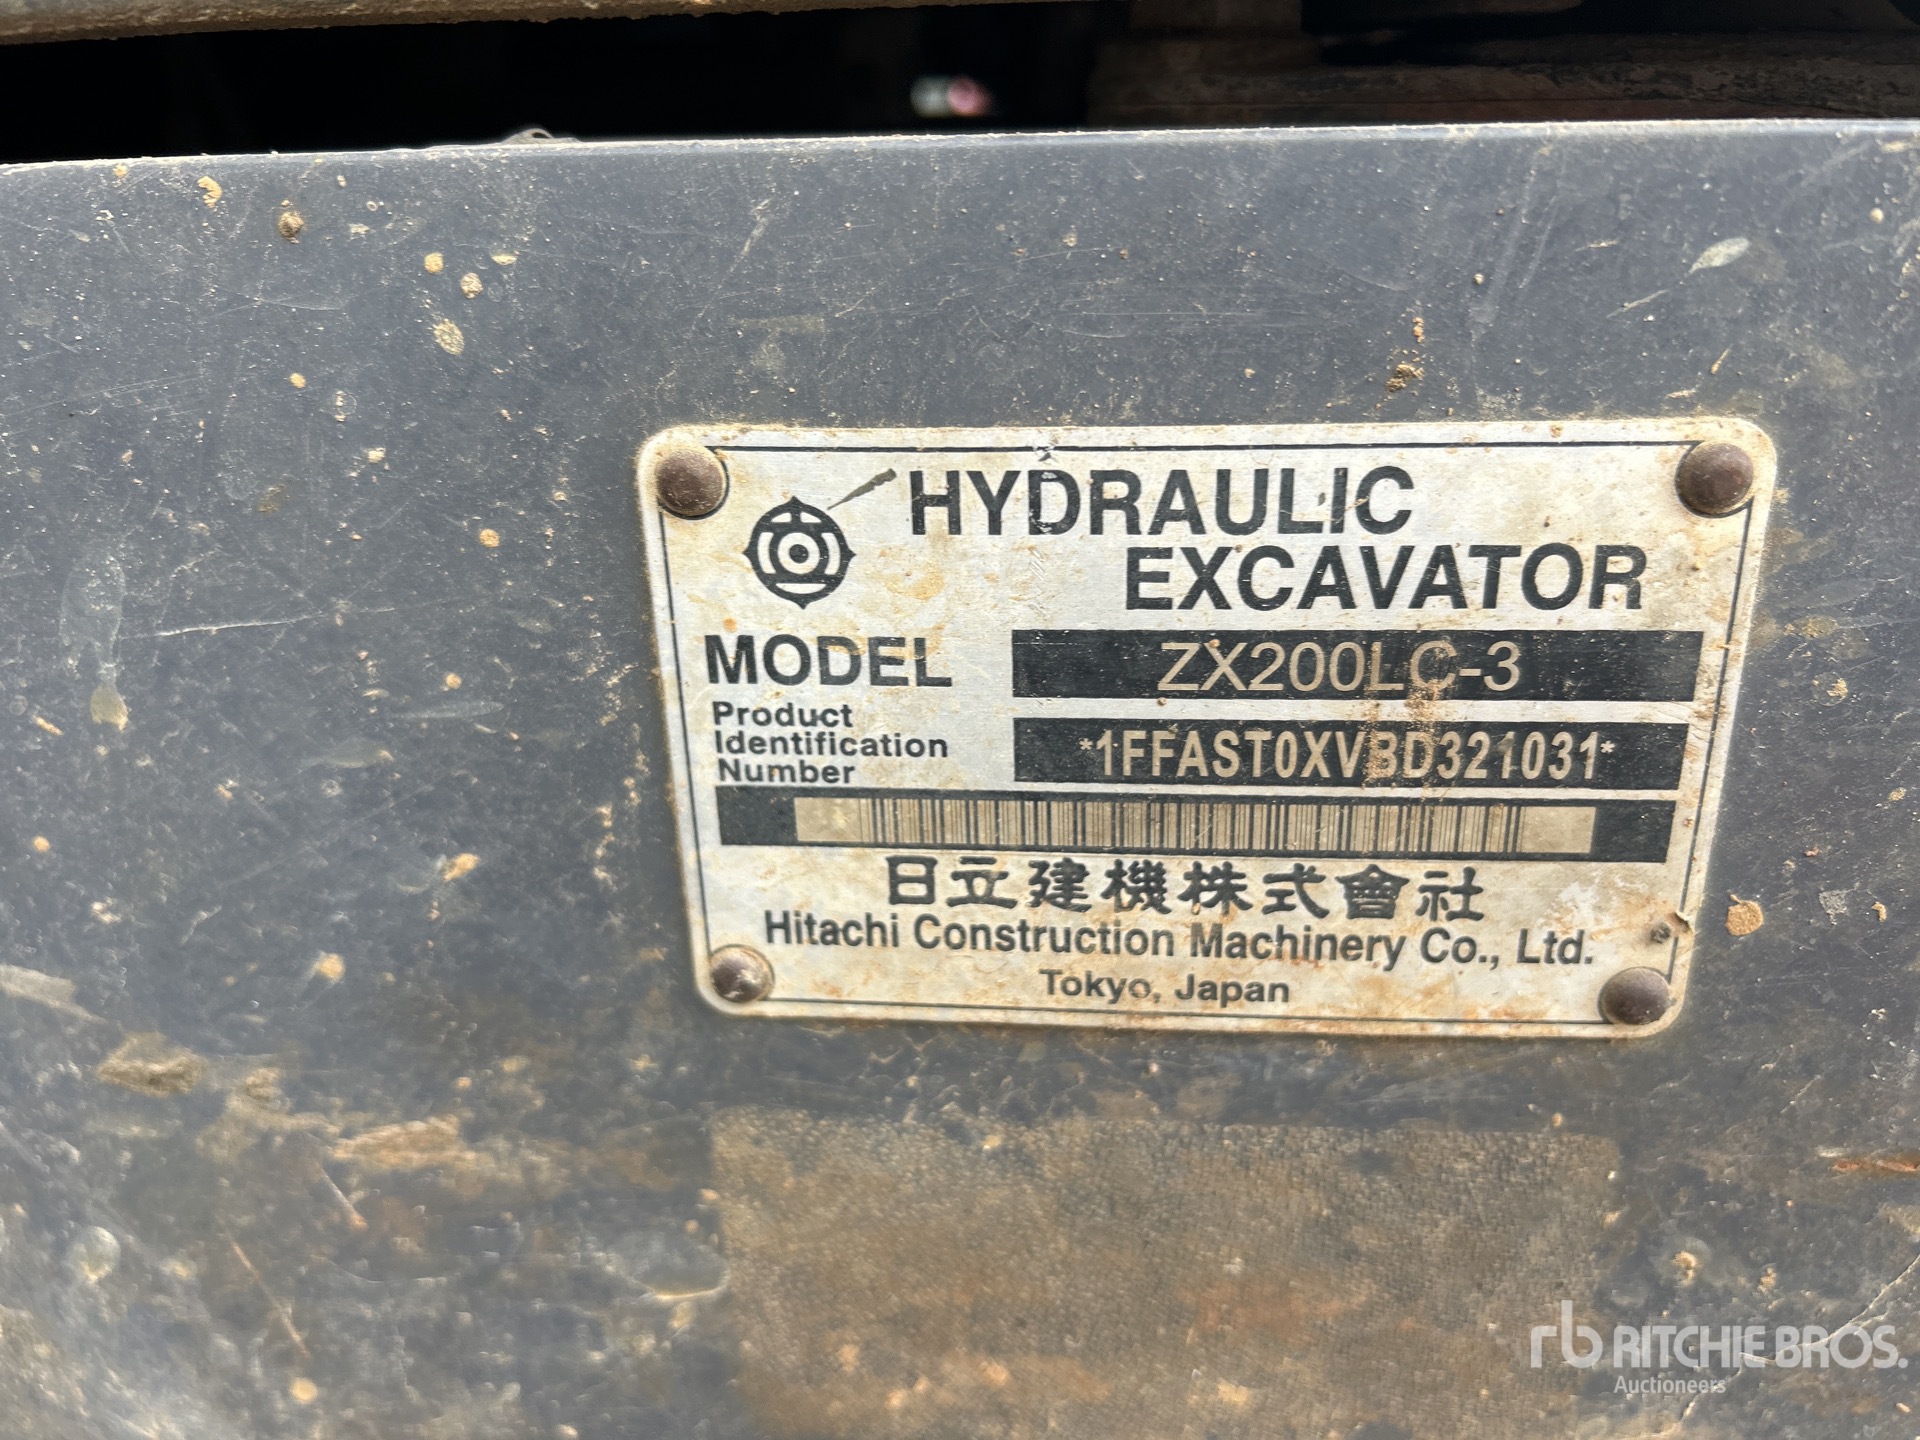 HYDRAULIC
EXCAVATOR
MODEL ZX200LC-3
Product
Identification
Number
*1FFAST0XVBD321031*
日立建機株式會社
Hitachi Construction Machinery Co., Ltd.
Tokyo, Japan
rb RITCHIE BROS.
Auctioneers